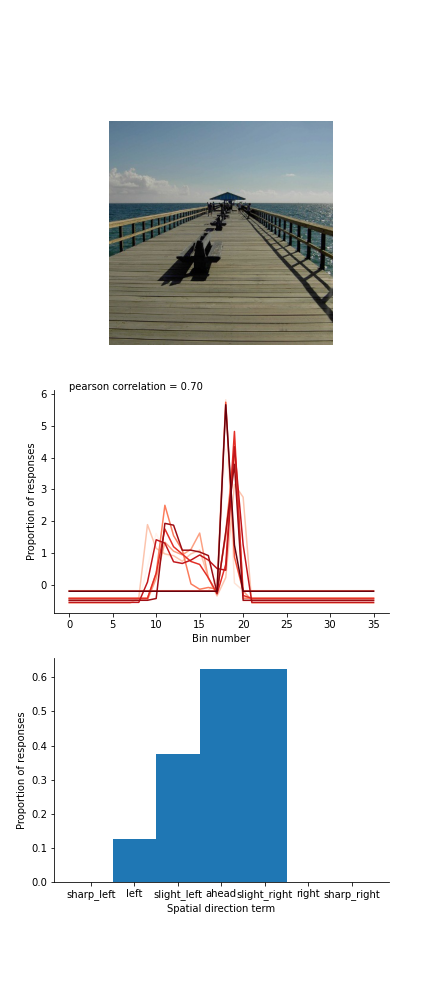 pearson correlation = 0.70
6
5
4
3
2
1
0
Proportion of responses
0 5 10 15 20 25 30 35
Bin number
0.6
0.5
0.4
0.3
0.2
0.1
0.0
Proportion of responses
sharp_left left slight_left ahead slight_right right sharp_right
Spatial direction term